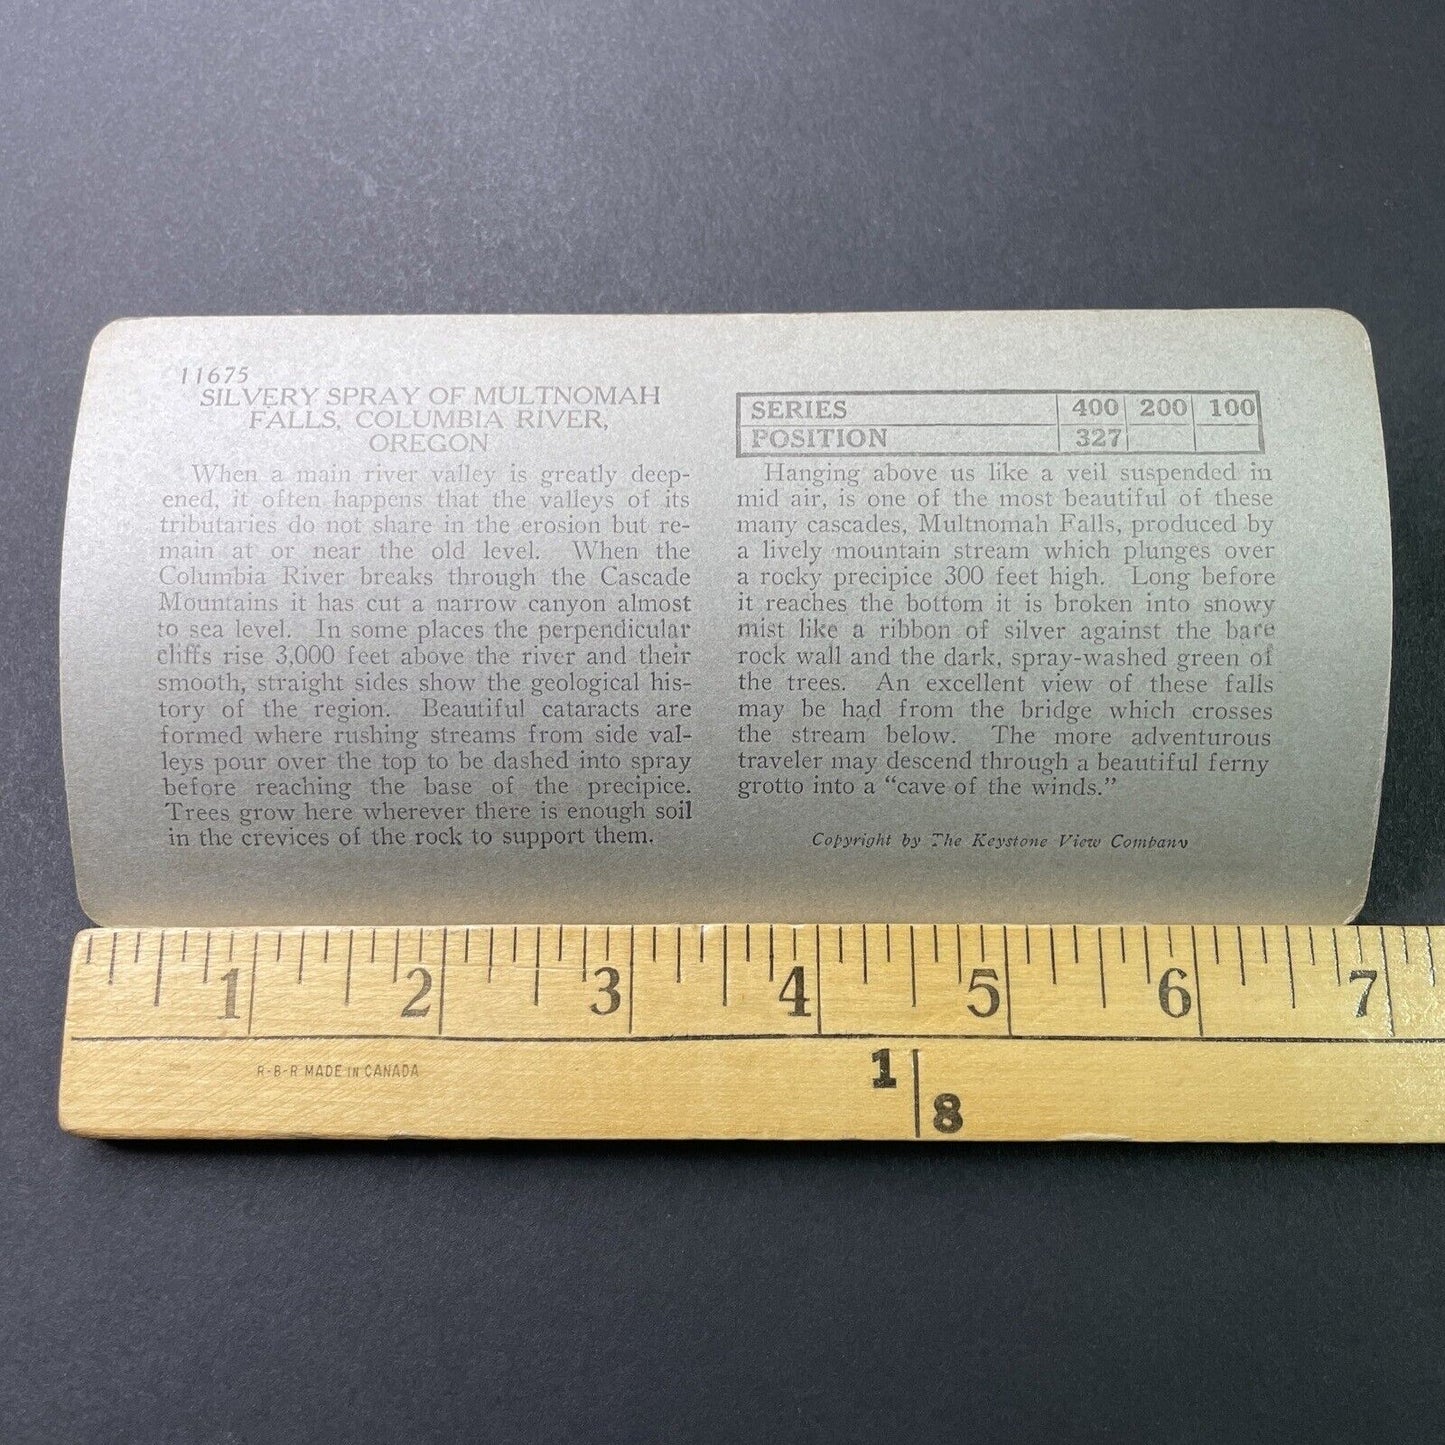 11675
SILVERY SPRAY OF MULTNOMAH
FALLS, COLUMBIA RIVER,
OREGON
When a main river valley is greatly deep-
ened, it often happens that the valleys of its
tributaries do not share in the erosion but re-
main at or near the old level. When the
Columbia River breaks through the Cascade
Mountains it has cut a narrow canyon almost
to sea level. In some places the perpendicular
cliffs rise 3,000 feet above the river and their
smooth, straight sides show the geological his-
tory of the region. Beautiful cataracts are
formed where rushing streams from side val-
leys pour over the top to be dashed into spray
before reaching the base of the precipice.
Trees grow here wherever there is enough soil
in the crevices of the rock to support them.
SERIES 400 200 100
POSITION 327
Hanging above us like a veil suspended in
mid air, is one of the most beautiful of these
many cascades, Multnomah Falls, produced by
a lively mountain stream which plunges over
a rocky precipice 300 feet high. Long before
it reaches the bottom it is broken into snowy
mist like a ribbon of silver against the bare
rock wall and the dark, spray-washed green of
the trees. An excellent view of these falls
may be had from the bridge which crosses
the stream below. The more adventurous
traveler may descend through a beautiful ferny
grotto into a "cave of the winds."
Copyright by The Keystone View Company
1 2 3 4 5 6 7
R-B-R MADE IN CANADA
1
8